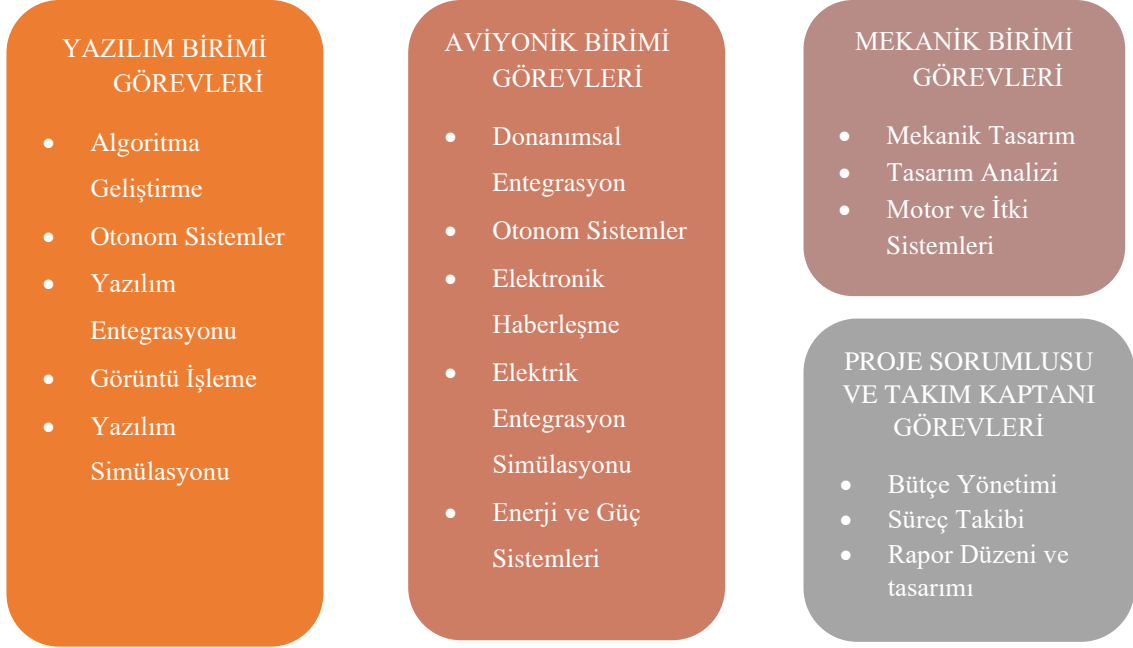 YAZILIM BİRİMİ
GÖREVLERİ
• Algoritma
Geliştirme
• Otonom Sistemler
• Yazılım
Entegrasyonu
• Görüntü İşleme
• Yazılım
Simülasyonu
AVİYONİK BİRİMİ
GÖREVLERİ
• Donanımsal
Entegrasyon
• Otonom Sistemler
• Elektronik
Haberleşme
• Elektrik
Entegrasyon
Simülasyonu
• Enerji ve Güç
Sistemleri
MEKANİK BİRİMİ
GÖREVLERİ
• Mekanik Tasarım
• Tasarım Analizi
• Motor ve İtki
Sistemleri
PROJE SORUMLUSU
VE TAKIM KAPTANI
GÖREVLERİ
• Bütçe Yönetimi
• Süreç Takibi
• Rapor Düzeni ve
tasarımı